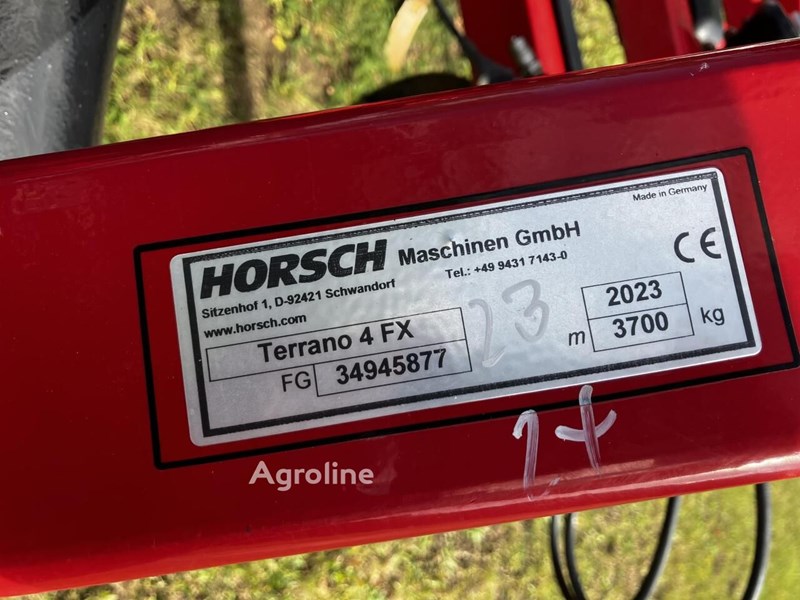 Made in Germany
HORSCH Maschinen GmbH
Sitzenhof 1, D-92421 Schwandorf
Tel.: +49 9431 7143-0
www.horsch.com
CE
Terrano 4 FX
FG 34945877
23
2023
m 3700 kg
Agroline